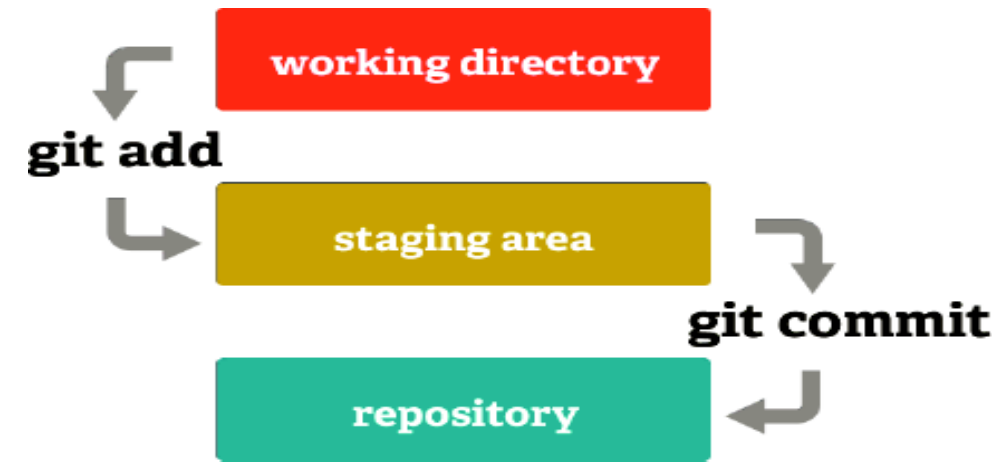 working directory
git add
staging area
git commit
repository